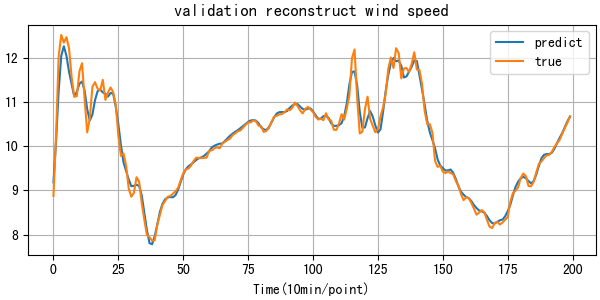 validation reconstruct wind speed
predict
true
12
11
10
9
8
0 25 50 75 100 125 150 175 200
Time(10min/point)